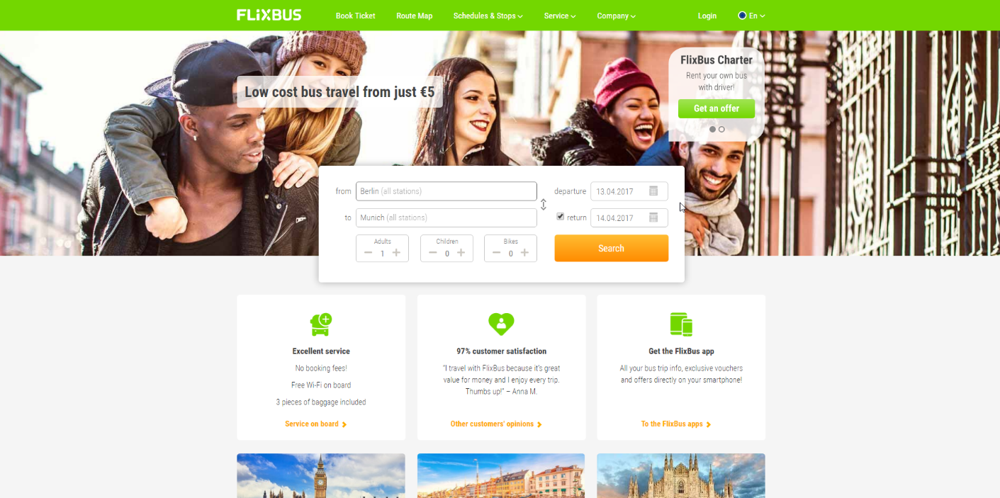 FLiXBUS
Book Ticket
Route Map
Schedules & Stops
Service
Company
Login
En
Low cost bus travel from just €5
FlixBus Charter
Rent your own bus
with driver!
Get an offer
from
Berlin (all stations)
departure
13.04.2017
to
Munich (all stations)
return
14.04.2017
Adults
1
Children
0
Bikes
0
Search
Excellent service
No booking fees!
Free Wi-Fi on board
3 pieces of baggage included
Service on board
97% customer satisfaction
"I travel with FlixBus because it's great
value for money and I enjoy every trip.
Thumbs up!" – Anna M.
Other customers' opinions
Get the FlixBus app
All your bus trip info, exclusive vouchers
and offers directly on your smartphone!
To the FlixBus apps